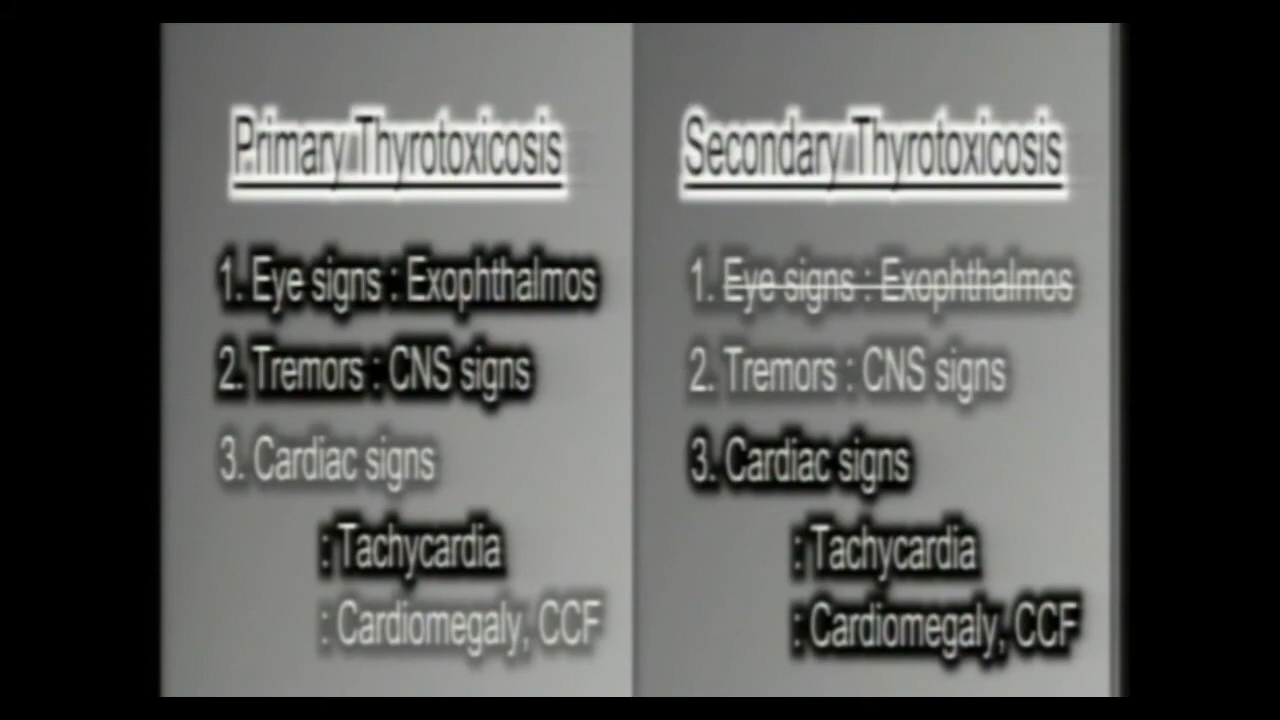 Primary Thyrotoxicosis
1. Eye signs : Exophthalmos
2. Tremors : CNS signs
3. Cardiac signs
: Tachycardia
: Cardiomegaly, CCF
Secondary Thyrotoxicosis
1. Eye signs : Exophthalmos
2. Tremors : CNS signs
3. Cardiac signs
: Tachycardia
: Cardiomegaly, CCF